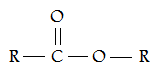 O
R — C — O — R